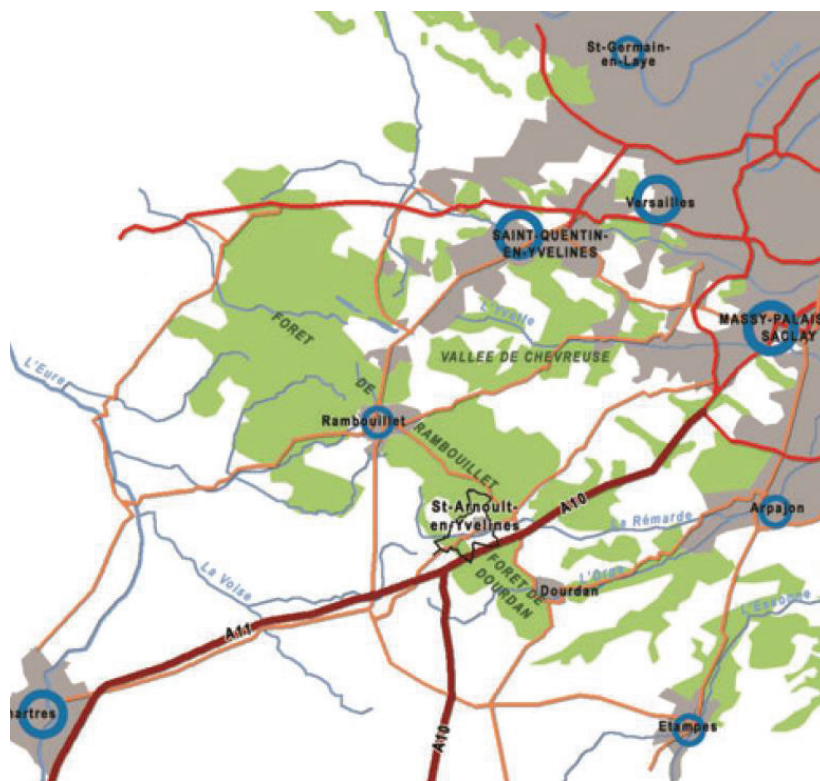 St-Germain-
en-Laye
La Seine
Versailles
SAINT-QUENTIN-
EN-YVELINES
L'Yvette
MASSY-PALAIS
SACLAY
FORET
VALLEE DE CHEVREUSE
L'Eure
DE
Rambouillet
RAMBOUILLET
St-Arnoult-
en-Yvelines
A10
La Rémarde
Arpajon
La Voise
FORET DE
DOURDAN
L'Orge
Dourdan
L'Essonne
A11
hartres
A10
Etampes